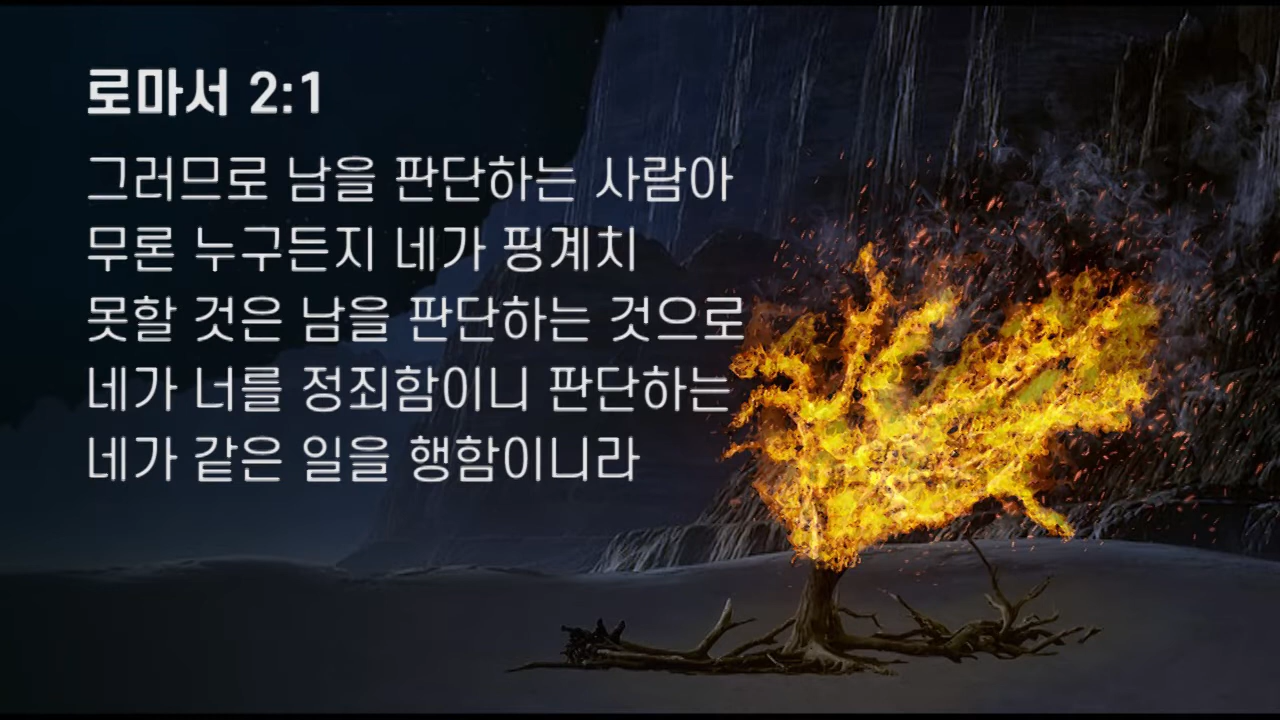 로마서 2:1
그러므로 남을 판단하는 사람아
무론 누구든지 네가 핑계치
못할 것은 남을 판단하는 것으로
네가 너를 정죄함이니 판단하는
네가 같은 일을 행함이니라